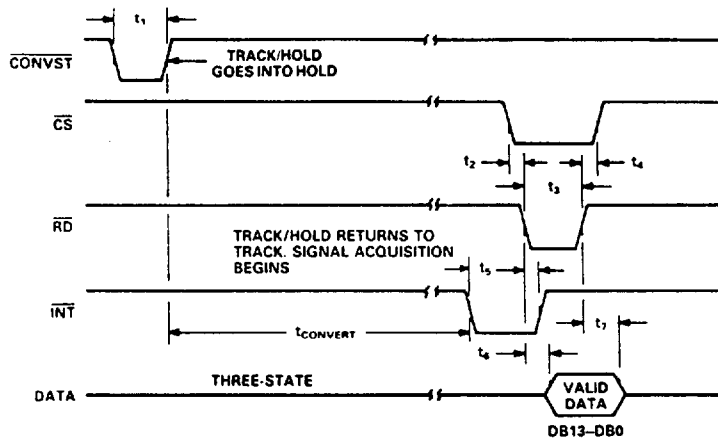 t1
CONVST
TRACK/HOLD
GOES INTO HOLD
CS
t2
t4
t3
RD
TRACK/HOLD RETURNS TO
TRACK. SIGNAL ACQUISITION
BEGINS
t5
INT
tCONVERT
t7
t6
DATA
THREE-STATE
VALID
DATA
DB13–DB0